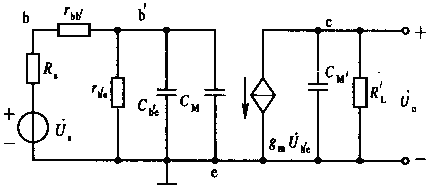 b
r_bb'
b'
c
+
R_s
r_b'e
C_b'e
C_M
C_M'
R'_L
U̇_o
+
−
U̇_s
g_m U̇_b'e
e
−